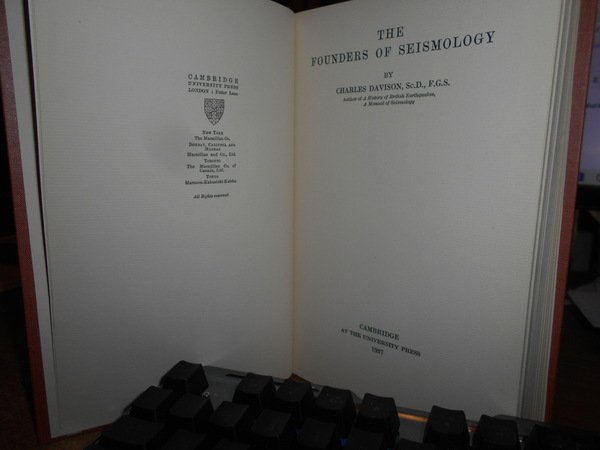 CAMBRIDGE
UNIVERSITY PRESS
LONDON : Fetter Lane
NEW YORK
The Macmillan Co.
BOMBAY, CALCUTTA AND
MADRAS
Macmillan and Co., Ltd.
TORONTO
The Macmillan Co. of
Canada, Ltd.
TOKYO
Maruzen-Kabushiki-Kaisha
All Rights reserved
THE
FOUNDERS OF SEISMOLOGY
BY
CHARLES DAVISON, Sc.D., F.G.S.
Author of A History of British Earthquakes,
A Manual of Seismology
CAMBRIDGE
AT THE UNIVERSITY PRESS
1927